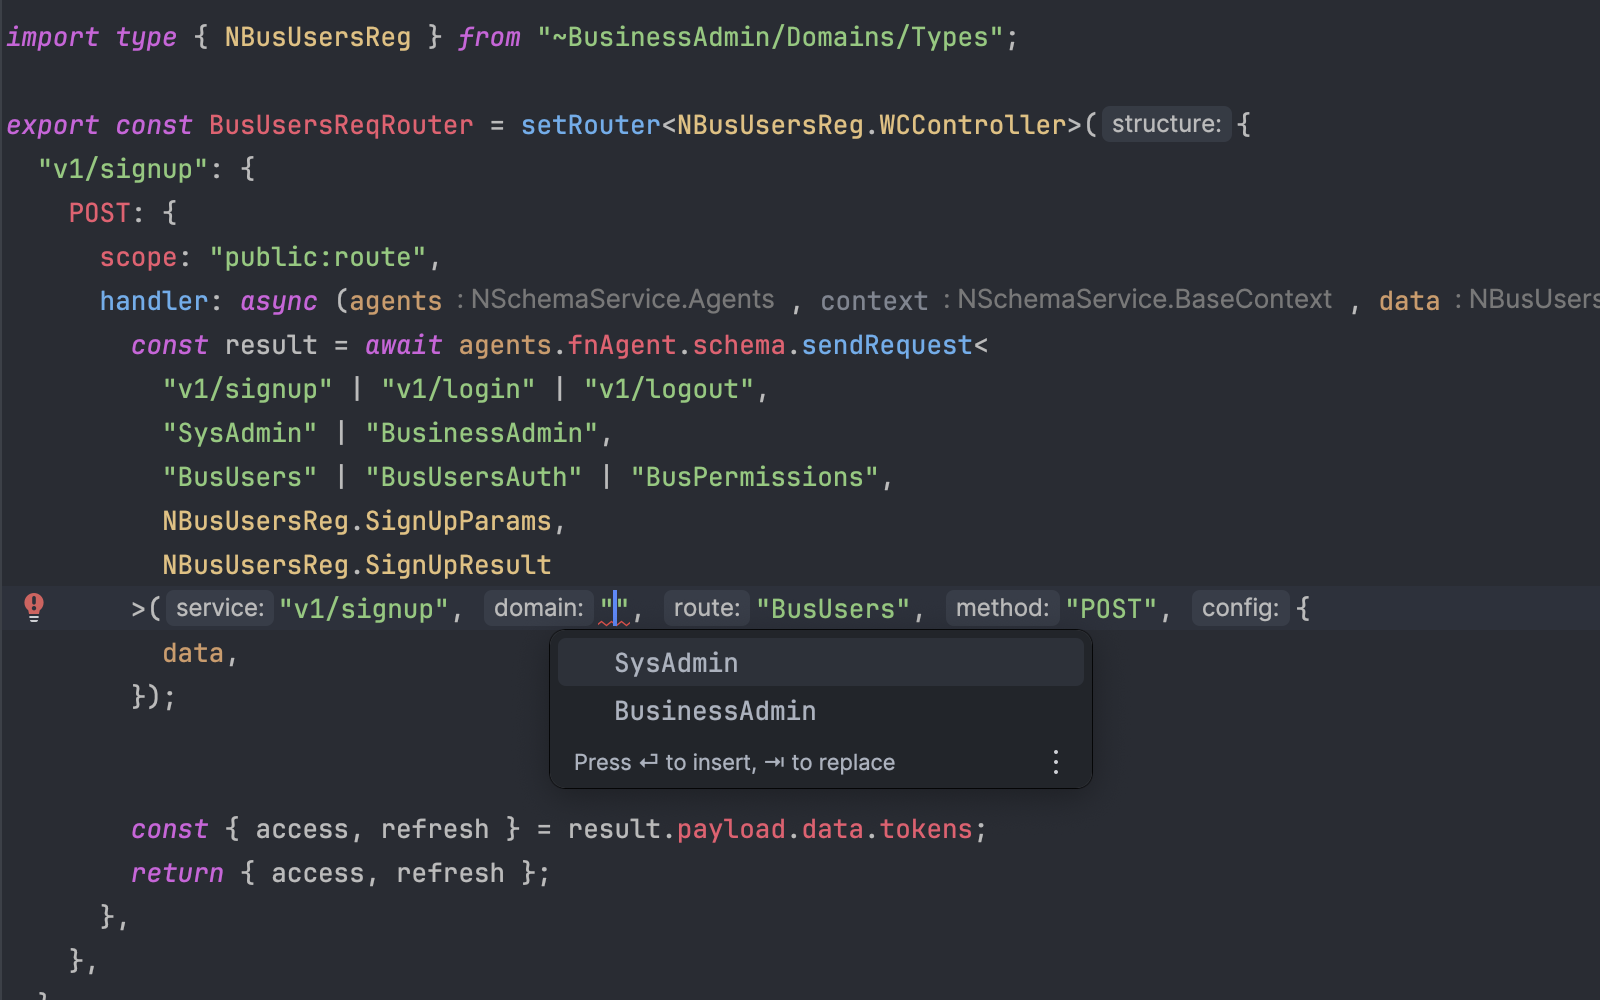 import type { NBusUsersReg } from "~BusinessAdmin/Domains/Types";
export const BusUsersReqRouter = setRouter<NBusUsersReg.WCController>( structure: {
"v1/signup": {
POST: {
scope: "public:route",
handler: async (agents : NSchemaService.Agents , context : NSchemaService.BaseContext , data : NBusUsers
const result = await agents.fnAgent.schema.sendRequest<
"v1/signup" | "v1/login" | "v1/logout",
"SysAdmin" | "BusinessAdmin",
"BusUsers" | "BusUsersAuth" | "BusPermissions",
NBusUsersReg.SignUpParams,
NBusUsersReg.SignUpResult
>( service: "v1/signup", domain: "", route: "BusUsers", method: "POST", config: {
data,
});
SysAdmin
BusinessAdmin
Press ⏎ to insert, ⇥ to replace
const { access, refresh } = result.payload.data.tokens;
return { access, refresh };
},
},